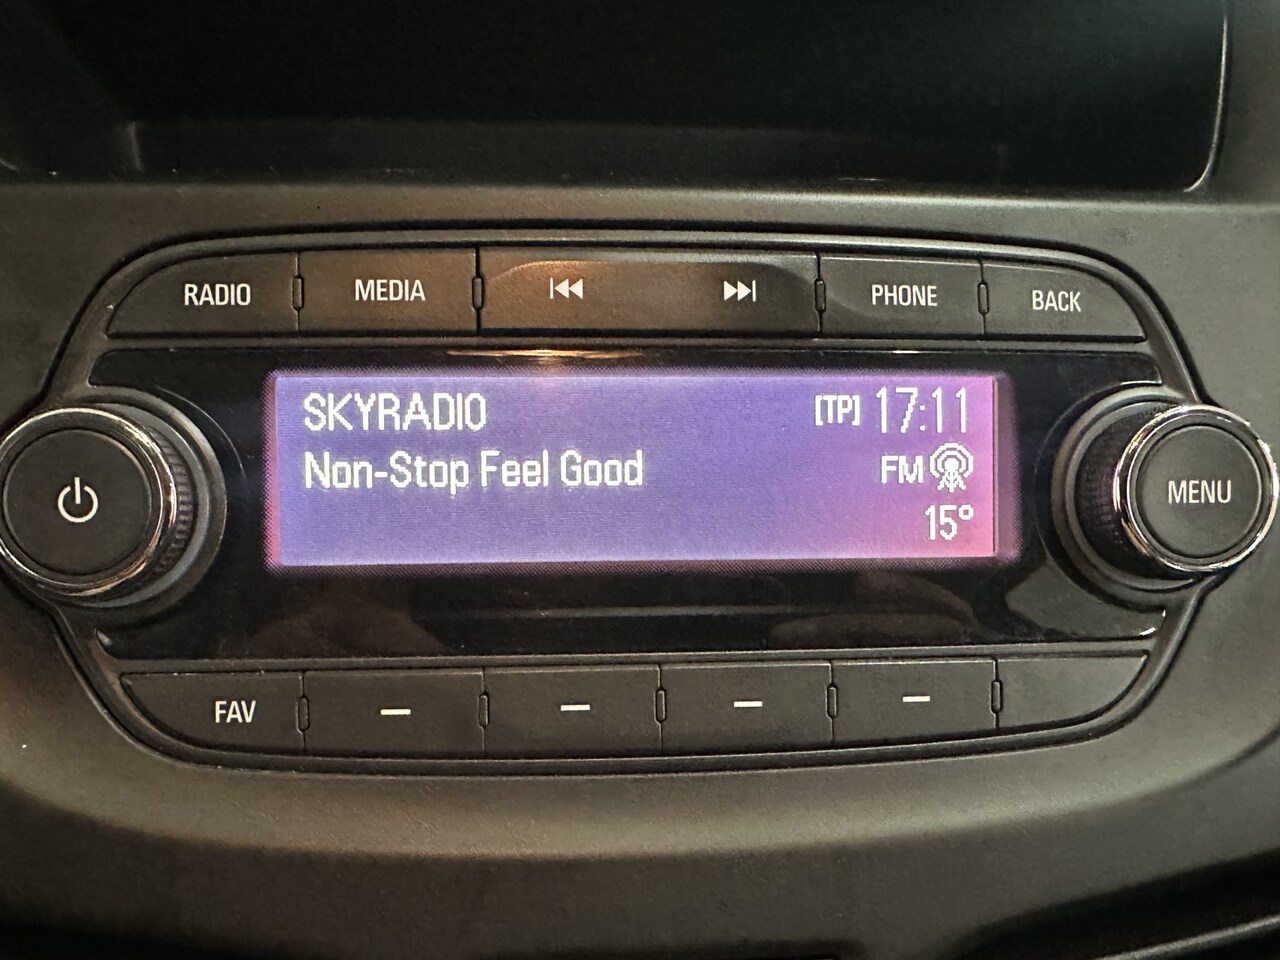 RADIO MEDIA PHONE BACK
SKYRADIO [TP] 17:11
Non-Stop Feel Good FM
15°
MENU
FAV